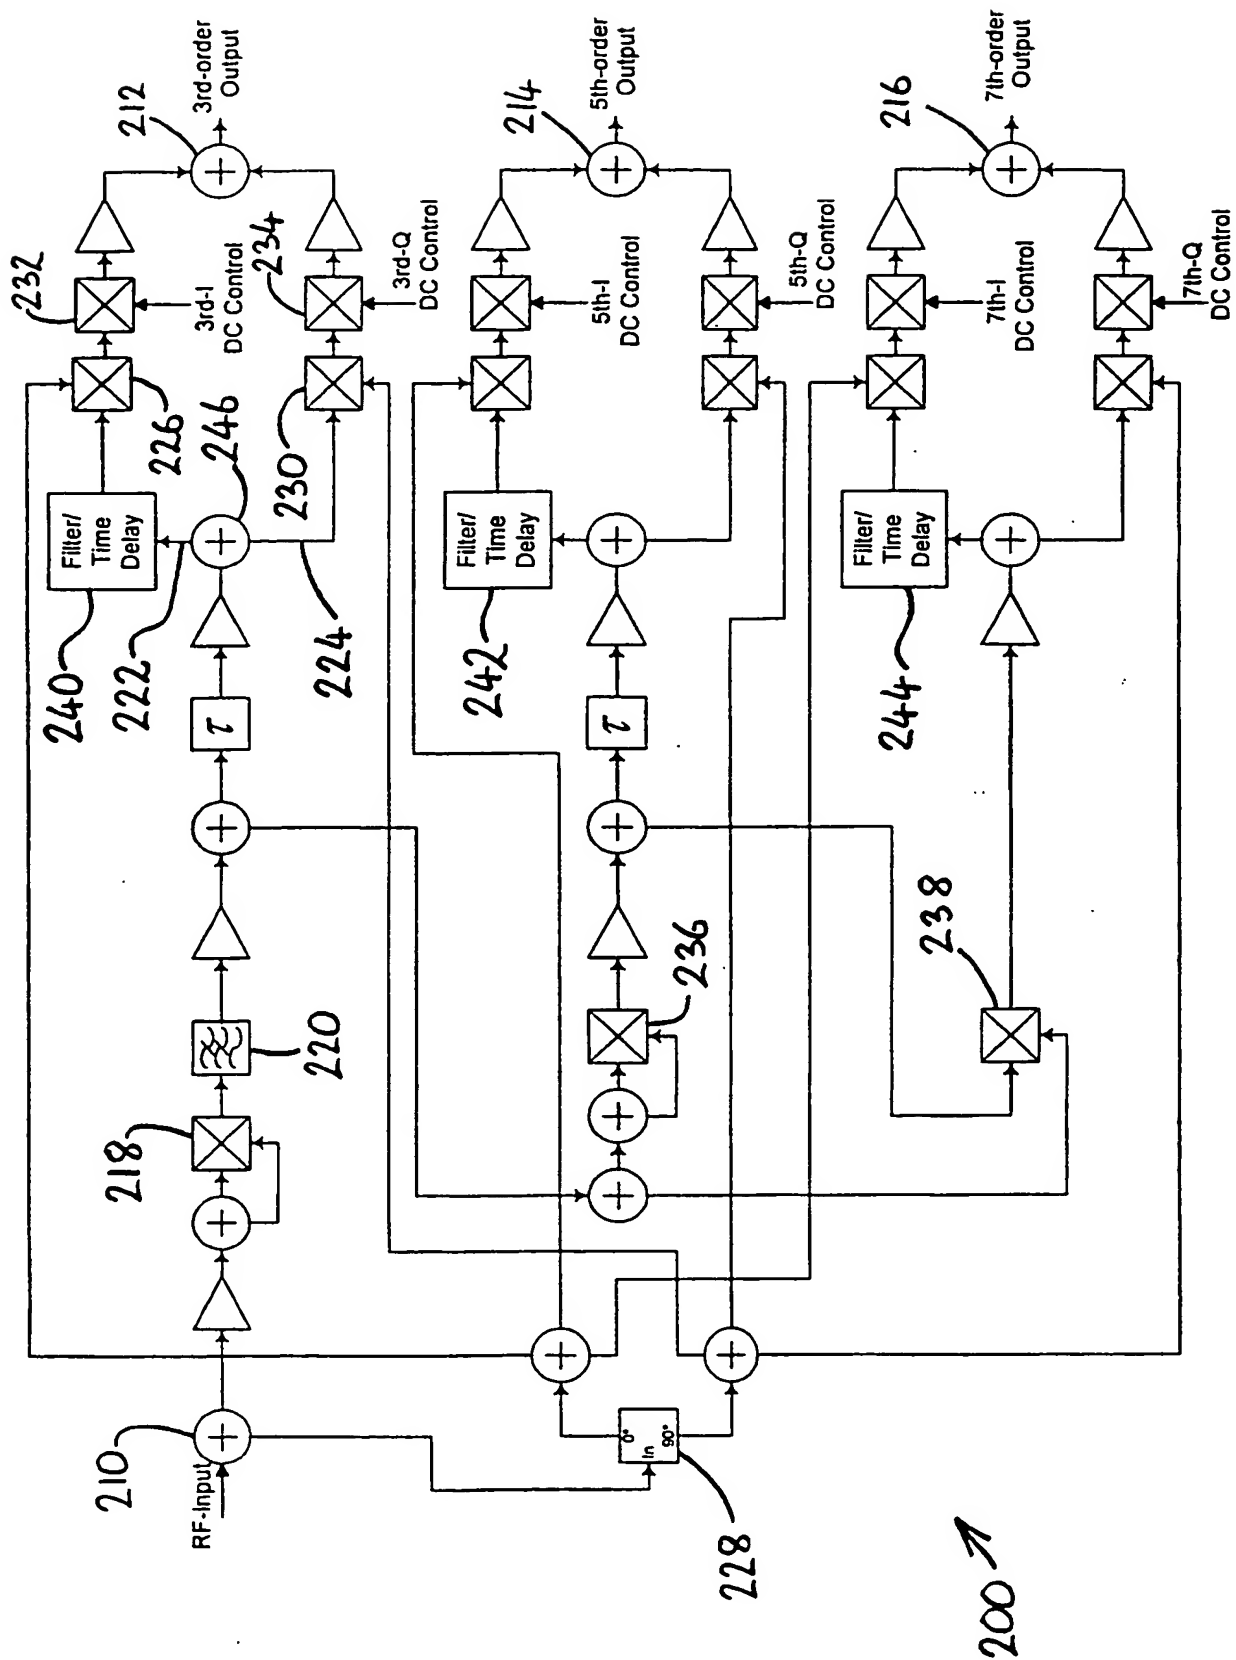 RF-Input
210
218
220
240
Filter/
Time
Delay
222
τ
246
224
226
232
3rd-I
DC Control
230
234
3rd-Q
DC Control
212
3rd-order
Output
236
τ
242
Filter/
Time
Delay
5th-I
DC Control
5th-Q
DC Control
214
5th-order
Output
238
244
Filter/
Time
Delay
7th-I
DC Control
7th-Q
DC Control
216
7th-order
Output
0°
In
90°
228
200